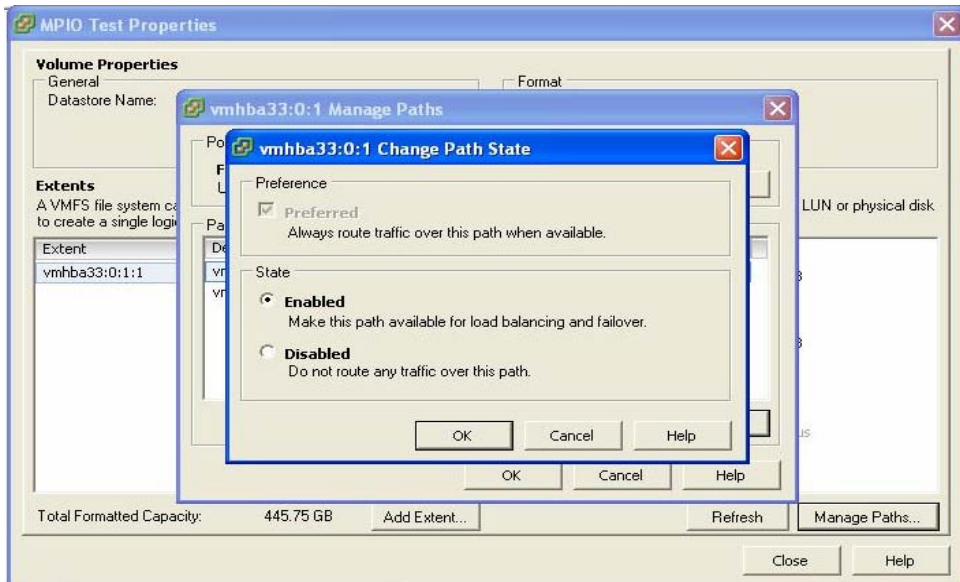 MPIO Test Properties
Volume Properties
General
Format
Datastore Name:
vmhba33:0:1 Manage Paths
vmhba33:0:1 Change Path State
Preference
Preferred
Always route traffic over this path when available.
State
Enabled
Make this path available for load balancing and failover.
Disabled
Do not route any traffic over this path.
OK Cancel Help
Extents
A VMFS file system
to create a single
LUN or physical disk
Extent
vmhba33:0:1:1
OK Cancel Help
Total Formatted Capacity: 445.75 GB Add Extent... Refresh Manage Paths...
Close Help